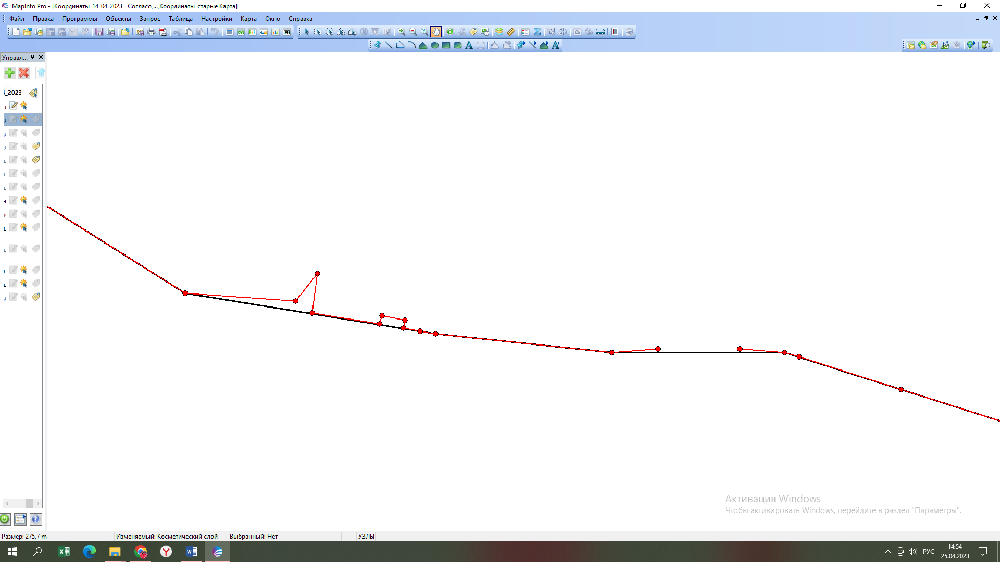 MapInfo Pro - [Координаты_14_04_2023__Согласо,...,Координаты_старые Карта]
Файл Правка Программы Объекты Запрос Таблица Настройки Карта Окно Справка
Управл...
4_2023
Активация Windows
Чтобы активировать Windows, перейдите в раздел "Параметры".
Размер: 275,7 m Изменяемый: Косметический слой Выбранный: Нет УЗЛЫ
РУС
14:54
25.04.2023